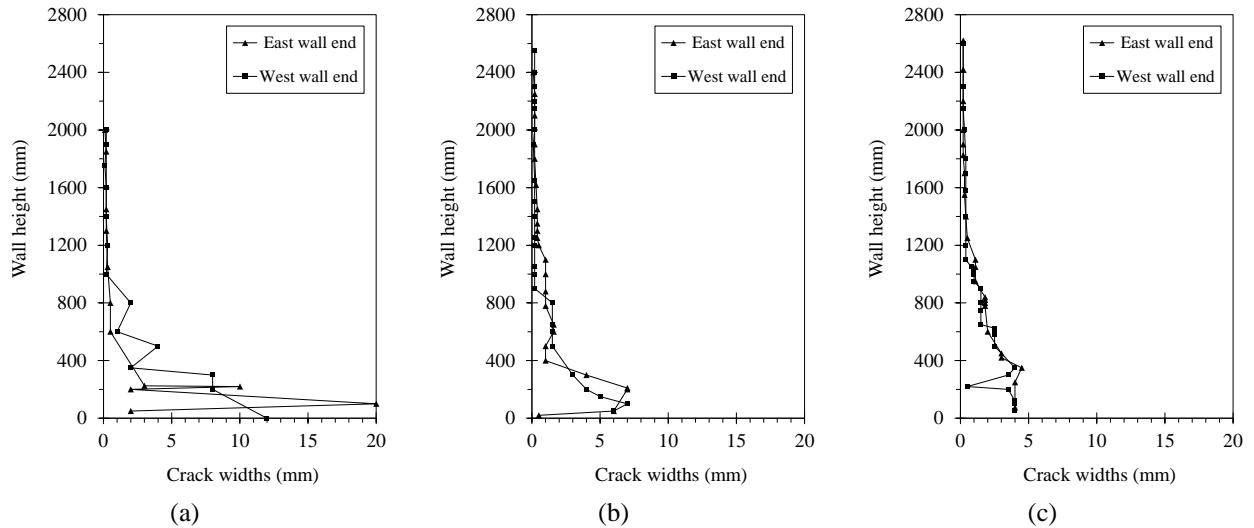 2800
2400
2000
1600
1200
800
400
0
Wall height (mm)
East wall end
West wall end
0 5 10 15 20
Crack widths (mm)
(a)
2800
2400
2000
1600
1200
800
400
0
Wall height (mm)
East wall end
West wall end
0 5 10 15 20
Crack widths (mm)
(b)
2800
2400
2000
1600
1200
800
400
0
Wall height (mm)
East wall end
West wall end
0 5 10 15 20
Crack widths (mm)
(c)